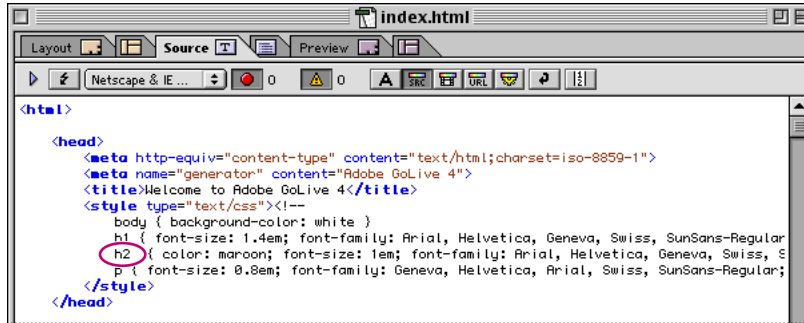 index.html
Layout Source Preview
Netscape & IE ... 0 0 A SRC URL
<html>
<head>
<meta http-equiv="content-type" content="text/html;charset=iso-8859-1">
<meta name="generator" content="Adobe GoLive 4">
<title>Welcome to Adobe GoLive 4</title>
<style type="text/css"><!--
body { background-color: white }
h1 { font-size: 1.4em; font-family: Arial, Helvetica, Geneva, Swiss, SunSans-Regular
h2 { color: maroon; font-size: 1em; font-family: Arial, Helvetica, Geneva, Swiss, S
p { font-size: 0.8em; font-family: Geneva, Helvetica, Arial, Swiss, SunSans-Regular;
</style>
</head>